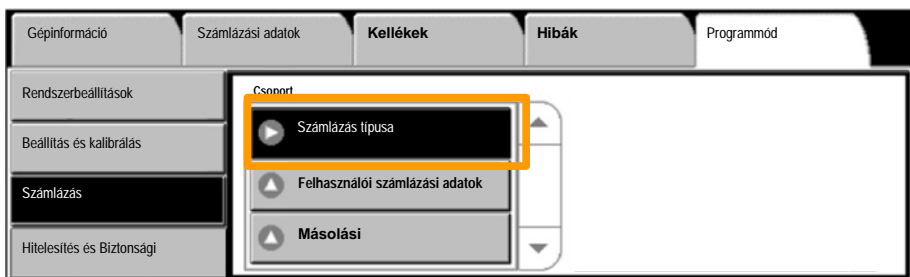 Gépinformáció
Számlázási adatok
Kellékek
Hibák
Programmód
Rendszerbeállítások
Beállítás és kalibrálás
Számlázás
Hitelesítés és Biztonsági
Csoport
Számlázás típusa
Felhasználói számlázási adatok
Másolási